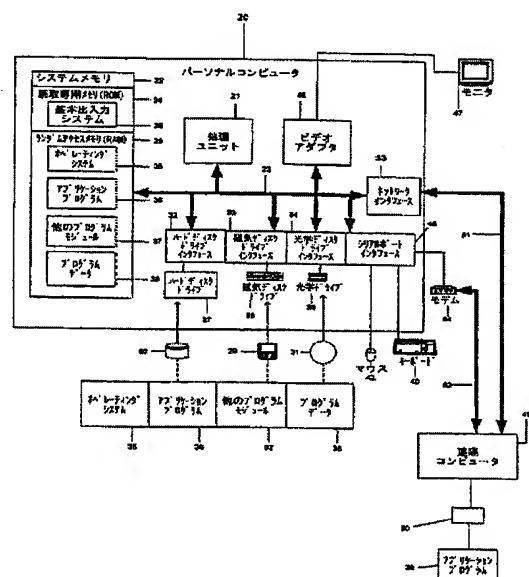 20
パーソナルコンピュータ
システムメモリ
22
読取専用メモリ(ROM)
24
基本出入力
システム
26
ランダムアクセスメモリ(RAM)
25
オペレーティング
システム
35
アプリケーション
プログラム
36
他のプログラム
モジュール
37
プログラム
データ
38
21
処理
ユニット
48
ビデオ
アダプタ
モニタ
47
23
53
ネットワーク
インタフェース
51
32
ハードディスク
ドライブ
インタフェース
33
磁気ディスク
ドライブ
インタフェース
34
光学ディスク
ドライブ
インタフェース
46
シリアルポート
インタフェース
ハードディスク
ドライブ
27
磁気ディスク
ドライブ
28
光学ドライブ
30
モデム
54
29
31
マウス
キーボード
40
52
オペレーティング
システム
35
アプリケーション
プログラム
36
他のプログラム
モジュール
プログラム
データ
遠隔
コンピュータ
50
アプリケーション
プログラム